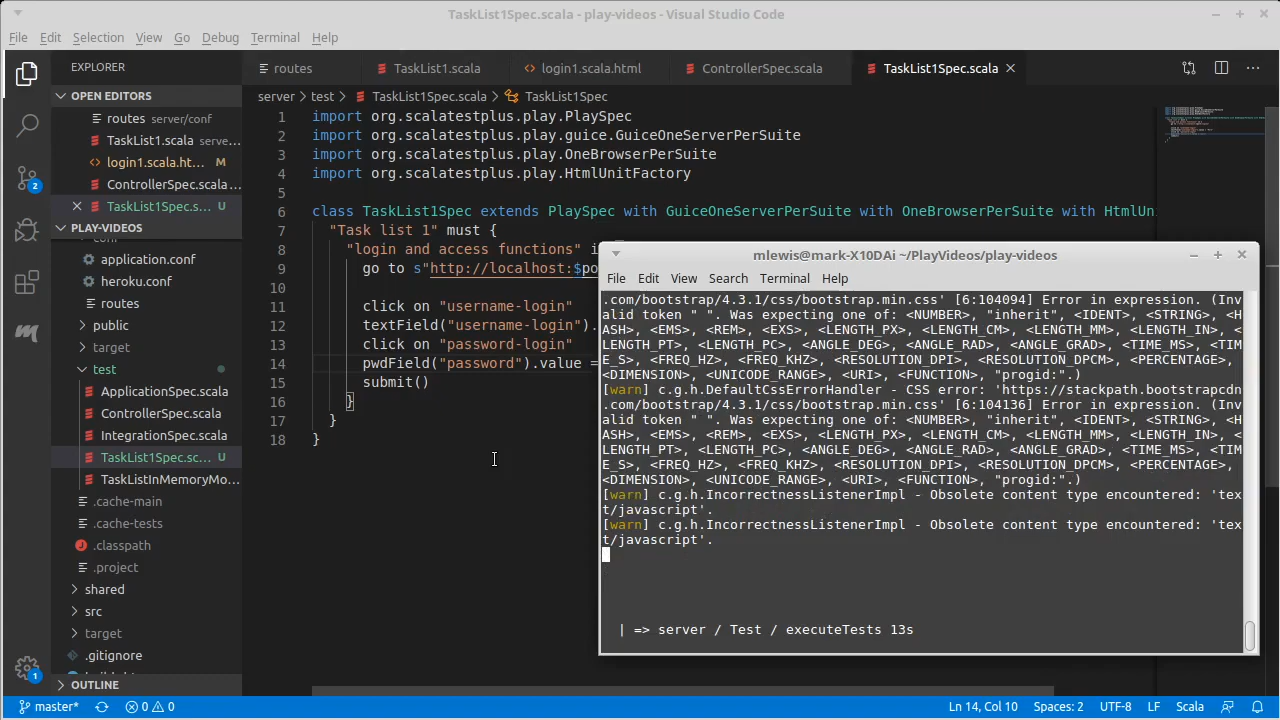 TaskList1Spec.scala - play-videos - Visual Studio Code
File Edit Selection View Go Debug Terminal Help
EXPLORER
routes
TaskList1.scala
login1.scala.html
ControllerSpec.scala
TaskList1Spec.scala
OPEN EDITORS
routes server/conf
TaskList1.scala serve...
login1.scala.ht... M
ControllerSpec.scala ...
TaskList1Spec.s... U
PLAY-VIDEOS
conf
application.conf
heroku.conf
routes
public
target
test
ApplicationSpec.scala
ControllerSpec.scala
IntegrationSpec.scala
TaskList1Spec.sc... U
TaskListInMemoryMo...
.cache-main
.cache-tests
.classpath
.project
shared
src
target
.gitignore
OUTLINE
2
1
server > test > TaskList1Spec.scala > TaskList1Spec
1 import org.scalatestplus.play.PlaySpec
2 import org.scalatestplus.play.guice.GuiceOneServerPerSuite
3 import org.scalatestplus.play.OneBrowserPerSuite
4 import org.scalatestplus.play.HtmlUnitFactory
5
6 class TaskList1Spec extends PlaySpec with GuiceOneServerPerSuite with OneBrowserPerSuite with HtmlUni
7 "Task list 1" must {
8 "login and access functions" i
9 go to s"http://localhost:$po
10
11 click on "username-login"
12 textField("username-login").
13 click on "password-login"
14 pwdField("password").value =
15 submit()
16 }
17 }
18 }
mlewis@mark-X10DAi ~/PlayVideos/play-videos
File Edit View Search Terminal Help
.com/bootstrap/4.3.1/css/bootstrap.min.css' [6:104094] Error in expression. (Inv
alid token " ". Was expecting one of: <NUMBER>, "inherit", <IDENT>, <STRING>, <H
ASH>, <EMS>, <REM>, <EXS>, <LENGTH_PX>, <LENGTH_CM>, <LENGTH_MM>, <LENGTH_IN>, <
LENGTH_PT>, <LENGTH_PC>, <ANGLE_DEG>, <ANGLE_RAD>, <ANGLE_GRAD>, <TIME_MS>, <TIM
E_S>, <FREQ_HZ>, <FREQ_KHZ>, <RESOLUTION_DPI>, <RESOLUTION_DPCM>, <PERCENTAGE>,
<DIMENSION>, <UNICODE_RANGE>, <URI>, <FUNCTION>, "progid:".)
[warn] c.g.h.DefaultCssErrorHandler - CSS error: 'https://stackpath.bootstrapcdn
.com/bootstrap/4.3.1/css/bootstrap.min.css' [6:104136] Error in expression. (Inv
alid token " ". Was expecting one of: <NUMBER>, "inherit", <IDENT>, <STRING>, <H
ASH>, <EMS>, <REM>, <EXS>, <LENGTH_PX>, <LENGTH_CM>, <LENGTH_MM>, <LENGTH_IN>, <
LENGTH_PT>, <LENGTH_PC>, <ANGLE_DEG>, <ANGLE_RAD>, <ANGLE_GRAD>, <TIME_MS>, <TIM
E_S>, <FREQ_HZ>, <FREQ_KHZ>, <RESOLUTION_DPI>, <RESOLUTION_DPCM>, <PERCENTAGE>,
<DIMENSION>, <UNICODE_RANGE>, <URI>, <FUNCTION>, "progid:".)
[warn] c.g.h.IncorrectnessListenerImpl - Obsolete content type encountered: 'tex
t/javascript'.
[warn] c.g.h.IncorrectnessListenerImpl - Obsolete content type encountered: 'tex
t/javascript'.
| => server / Test / executeTests 13s
master* 0 0 Ln 14, Col 10 Spaces: 2 UTF-8 LF Scala